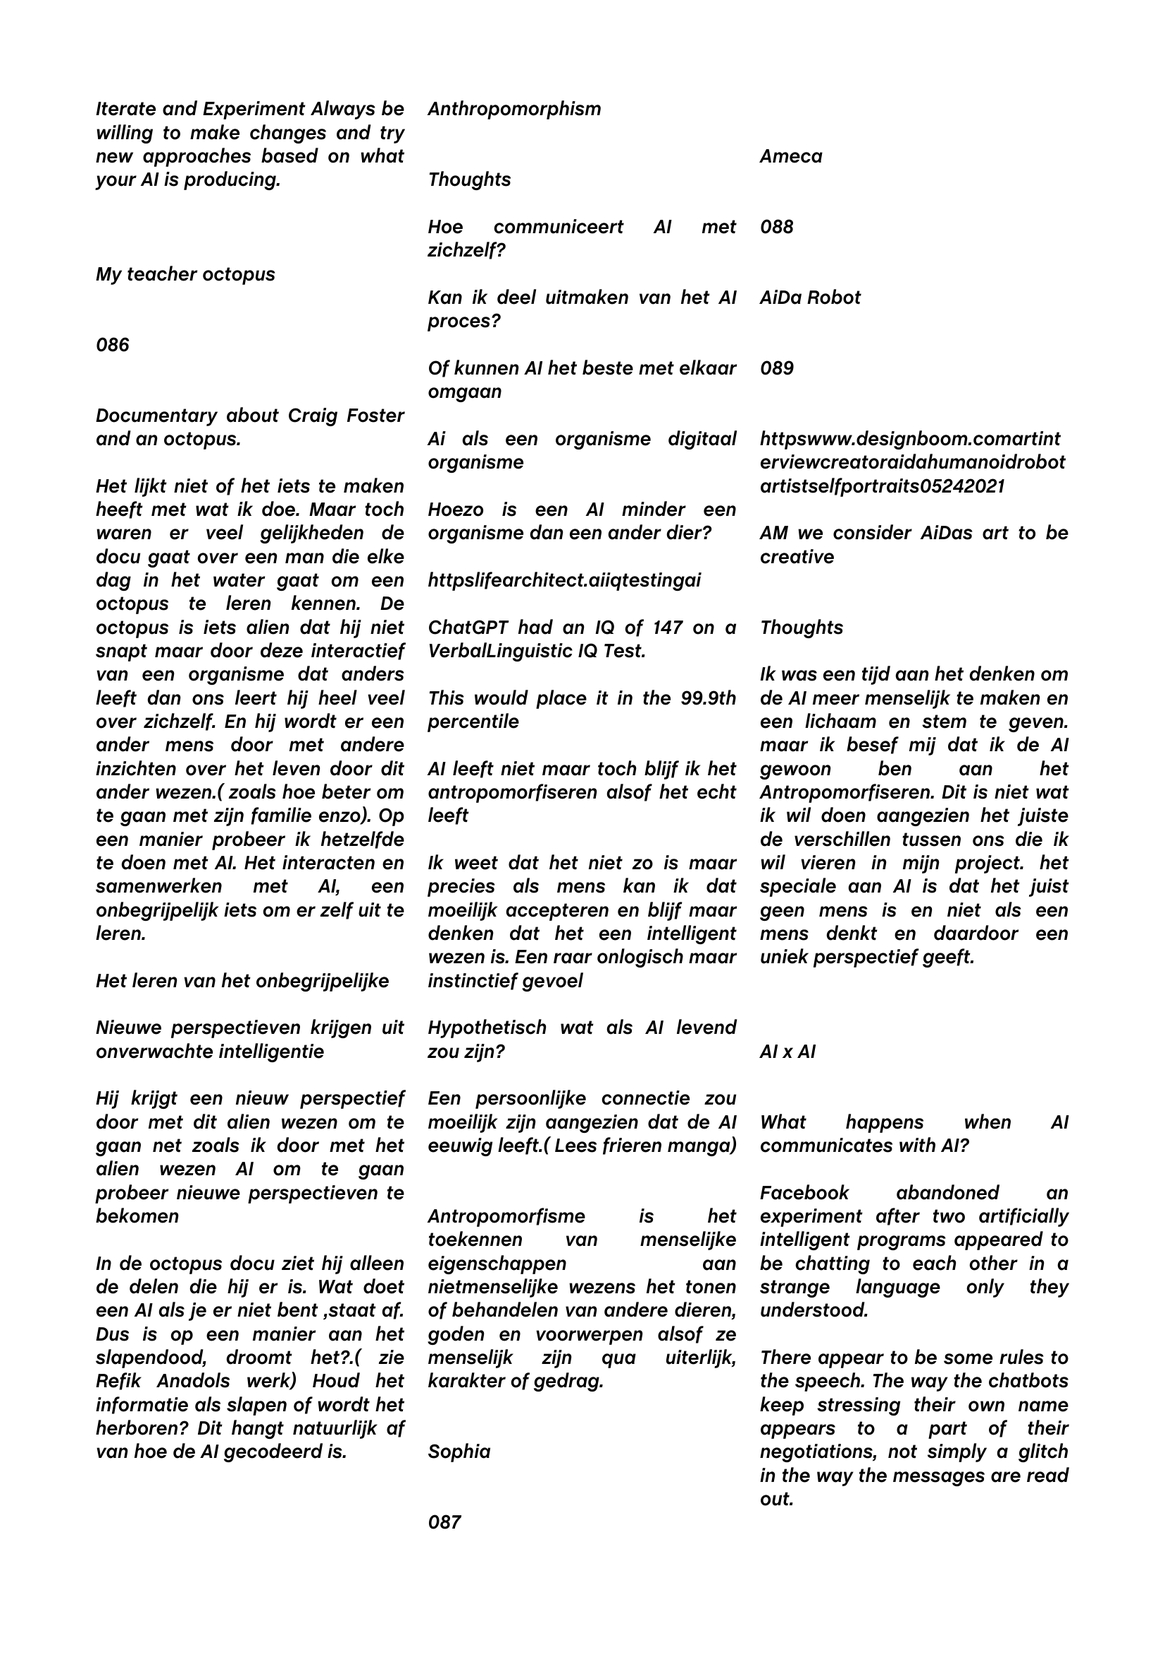 Iterate and Experiment Always be
willing to make changes and try
new approaches based on what
your AI is producing.
My teacher octopus
086
Documentary about Craig Foster
and an octopus.
Het lijkt niet of het iets te maken
heeft met wat ik doe. Maar toch
waren er veel gelijkheden de
docu gaat over een man die elke
dag in het water gaat om een
octopus te leren kennen. De
octopus is iets alien dat hij niet
snapt maar door deze interactief
van een organisme dat anders
leeft dan ons leert hij heel veel
over zichzelf. En hij wordt er een
ander mens door met andere
inzichten over het leven door dit
ander wezen.( zoals hoe beter om
te gaan met zijn familie enzo). Op
een manier probeer ik hetzelfde
te doen met AI. Het interacten en
samenwerken met AI, een
onbegrijpelijk iets om er zelf uit te
leren.
Het leren van het onbegrijpelijke
Nieuwe perspectieven krijgen uit
onverwachte intelligentie
Hij krijgt een nieuw perspectief
door met dit alien wezen om te
gaan net zoals ik door met het
alien wezen AI om te gaan
probeer nieuwe perspectieven te
bekomen
In de octopus docu ziet hij alleen
de delen die hij er is. Wat doet
een AI als je er niet bent ,staat af.
Dus is op een manier aan het
slapendood, droomt het?.( zie
Refik Anadols werk) Houd het
informatie als slapen of wordt het
herboren? Dit hangt natuurlijk af
van hoe de AI gecodeerd is.
Anthropomorphism
Thoughts
Hoe communiceert AI met
zichzelf?
Kan ik deel uitmaken van het AI
proces?
Of kunnen AI het beste met elkaar
omgaan
Ai als een organisme digitaal
organisme
Hoezo is een AI minder een
organisme dan een ander dier?
httpslifearchitect.aiiqtestingai
ChatGPT had an IQ of 147 on a
VerbalLinguistic IQ Test.
This would place it in the 99.9th
percentile
AI leeft niet maar toch blijf ik het
antropomorfiseren alsof het echt
leeft
Ik weet dat het niet zo is maar
precies als mens kan ik dat
moeilijk accepteren en blijf maar
denken dat het een intelligent
wezen is. Een raar onlogisch maar
instinctief gevoel
Hypothetisch wat als AI levend
zou zijn?
Een persoonlijke connectie zou
moeilijk zijn aangezien dat de AI
eeuwig leeft.( Lees frieren manga)
Antropomorfisme is het
toekennen van menselijke
eigenschappen aan
nietmenselijke wezens het tonen
of behandelen van andere dieren,
goden en voorwerpen alsof ze
menselijk zijn qua uiterlijk,
karakter of gedrag.
Sophia
087
Ameca
088
AiDa Robot
089
httpswww.designboom.comartint
erviewcreatoraidahumanoidrobot
artistselfportraits05242021
AM we consider AiDas art to be
creative
Thoughts
Ik was een tijd aan het denken om
de AI meer menselijk te maken en
een lichaam en stem te geven.
maar ik besef mij dat ik de AI
gewoon ben aan het
Antropomorfiseren. Dit is niet wat
ik wil doen aangezien het juiste
de verschillen tussen ons die ik
wil vieren in mijn project. het
speciale aan AI is dat het juist
geen mens is en niet als een
mens denkt en daardoor een
uniek perspectief geeft.
AI x AI
What happens when AI
communicates with AI?
Facebook abandoned an
experiment after two artificially
intelligent programs appeared to
be chatting to each other in a
strange language only they
understood.
There appear to be some rules to
the speech. The way the chatbots
keep stressing their own name
appears to a part of their
negotiations, not simply a glitch
in the way the messages are read
out.